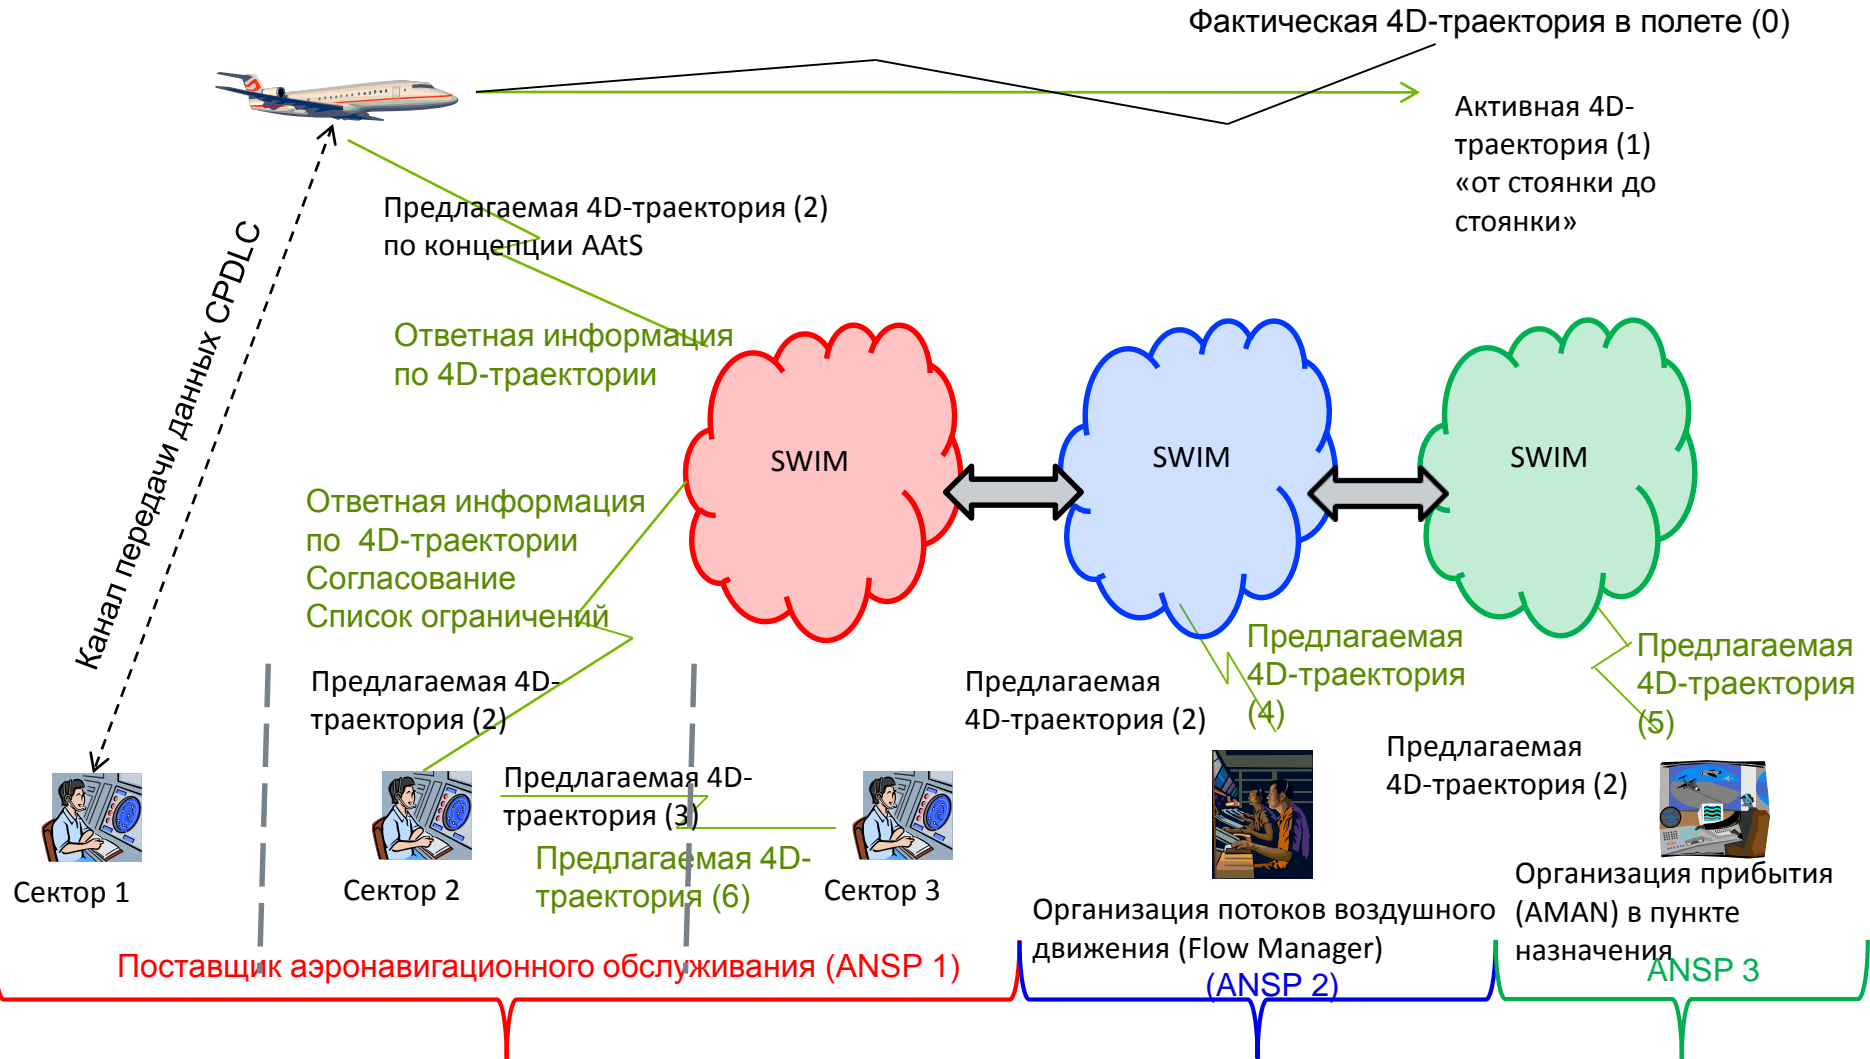 Фактическая 4D-траектория в полете (0)
Активная 4D-
траектория (1)
«от стоянки до
стоянки»
Предлагаемая 4D-траектория (2)
по концепции AAtS
Канал передачи данных CPDLC
Ответная информация
по 4D-траектории
SWIM
SWIM
SWIM
Ответная информация
по 4D-траектории
Согласование
Список ограничений
Предлагаемая 4D-
траектория (2)
Предлагаемая
4D-траектория (2)
Предлагаемая
4D-траектория
(4)
Предлагаемая
4D-траектория
(5)
Предлагаемая
4D-траектория (2)
Предлагаемая 4D-
траектория (3)
Предлагаемая 4D-
траектория (6)
Сектор 1
Сектор 2
Сектор 3
Организация потоков воздушного
движения (Flow Manager)
Организация прибытия
(AMAN) в пункте
назначения
Поставщик аэронавигационного обслуживания (ANSP 1)
(ANSP 2)
ANSP 3